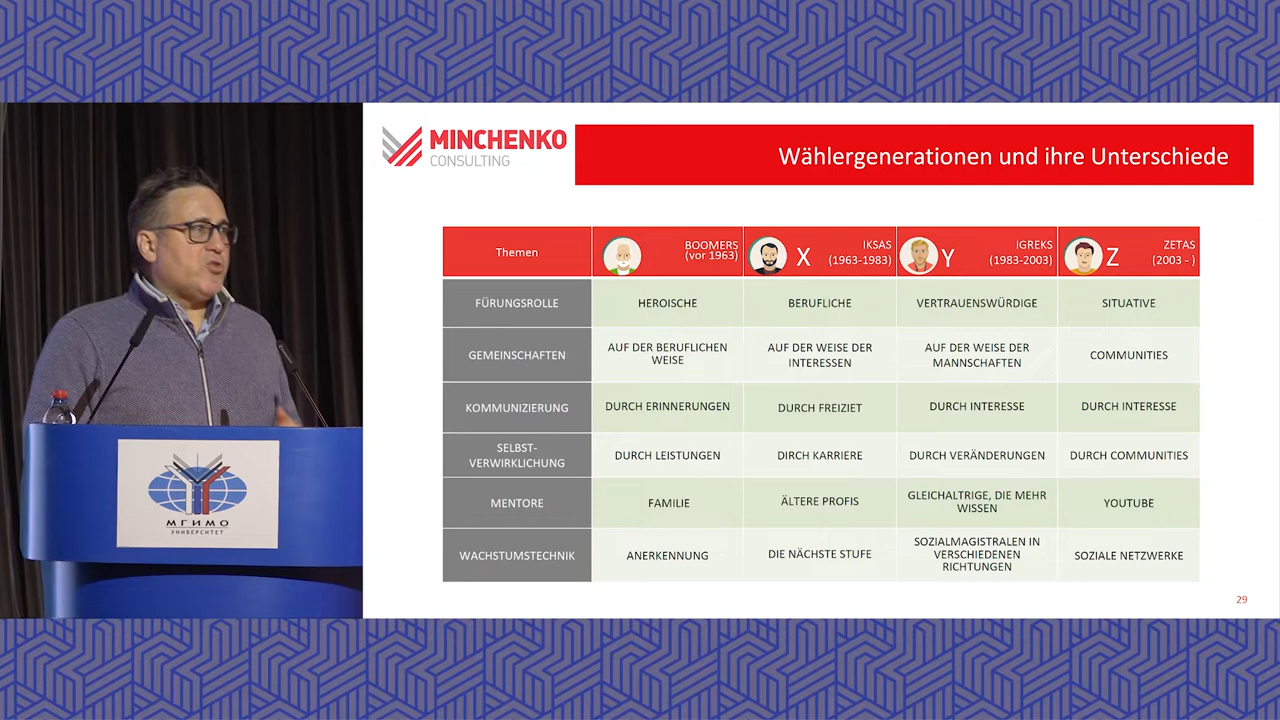 MINCHENKO
CONSULTING
Wählergenerationen und ihre Unterschiede
Themen
BOOMERS
(vor 1963)
X
IKSAS
(1963-1983)
Y
IGREKS
(1983-2003)
Z
ZETAS
(2003 - )
FÜRUNGSROLLE
HEROISCHE
BERUFLICHE
VERTRAUENSWÜRDIGE
SITUATIVE
GEMEINSCHAFTEN
AUF DER BERUFLICHEN
WEISE
AUF DER WEISE DER
INTERESSEN
AUF DER WEISE DER
MANNSCHAFTEN
COMMUNITIES
KOMMUNIZIERUNG
DURCH ERINNERUNGEN
DURCH FREIZIET
DURCH INTERESSE
DURCH INTERESSE
SELBST-
VERWIRKLICHUNG
DURCH LEISTUNGEN
DIRCH KARRIERE
DURCH VERÄNDERUNGEN
DURCH COMMUNITIES
MENTORE
FAMILIE
ÄLTERE PROFIS
GLEICHALTRIGE, DIE MEHR
WISSEN
YOUTUBE
WACHSTUMSTECHNIK
ANERKENNUNG
DIE NÄCHSTE STUFE
SOZIALMAGISTRALEN IN
VERSCHIEDENEN
RICHTUNGEN
SOZIALE NETZWERKE
29
МГИМО
УНИВЕРСИТЕТ